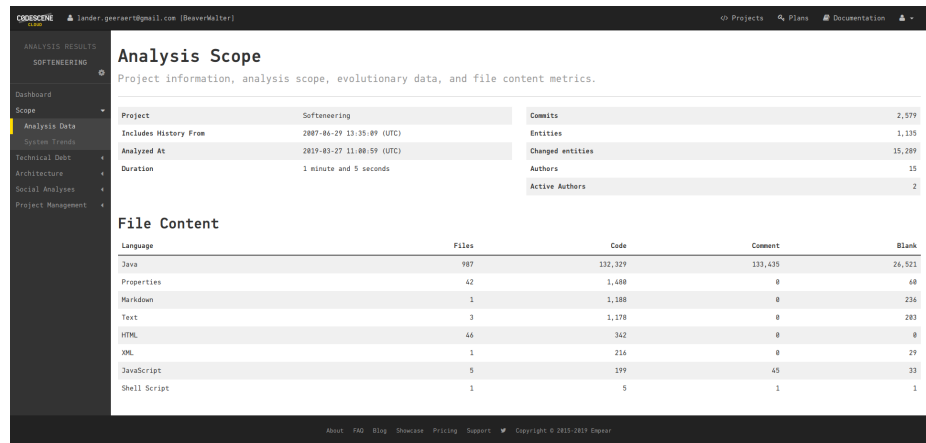 CODESCENE CLOUD lander.geeraert@gmail.com [BeaverWalter] </> Projects Plans Documentation
ANALYSIS RESULTS
SOFTENEERING
Dashboard
Scope
Analysis Data
System Trends
Technical Debt
Architecture
Social Analyses
Project Management
Analysis Scope
Project information, analysis scope, evolutionary data, and file content metrics.
Project Softeneering
Includes History From 2007-06-29 13:35:09 (UTC)
Analyzed At 2019-03-27 11:00:59 (UTC)
Duration 1 minute and 5 seconds
Commits 2,579
Entities 1,135
Changed entities 15,289
Authors 15
Active Authors 2
File Content
Language Files Code Comment Blank
Java 987 132,329 133,435 26,521
Properties 42 1,480 0 60
Markdown 1 1,188 0 236
Text 3 1,178 0 203
HTML 46 342 0 0
XML 1 216 0 29
JavaScript 5 199 45 33
Shell Script 1 5 1 1
About FAQ Blog Showcase Pricing Support Copyright © 2015-2019 Empear